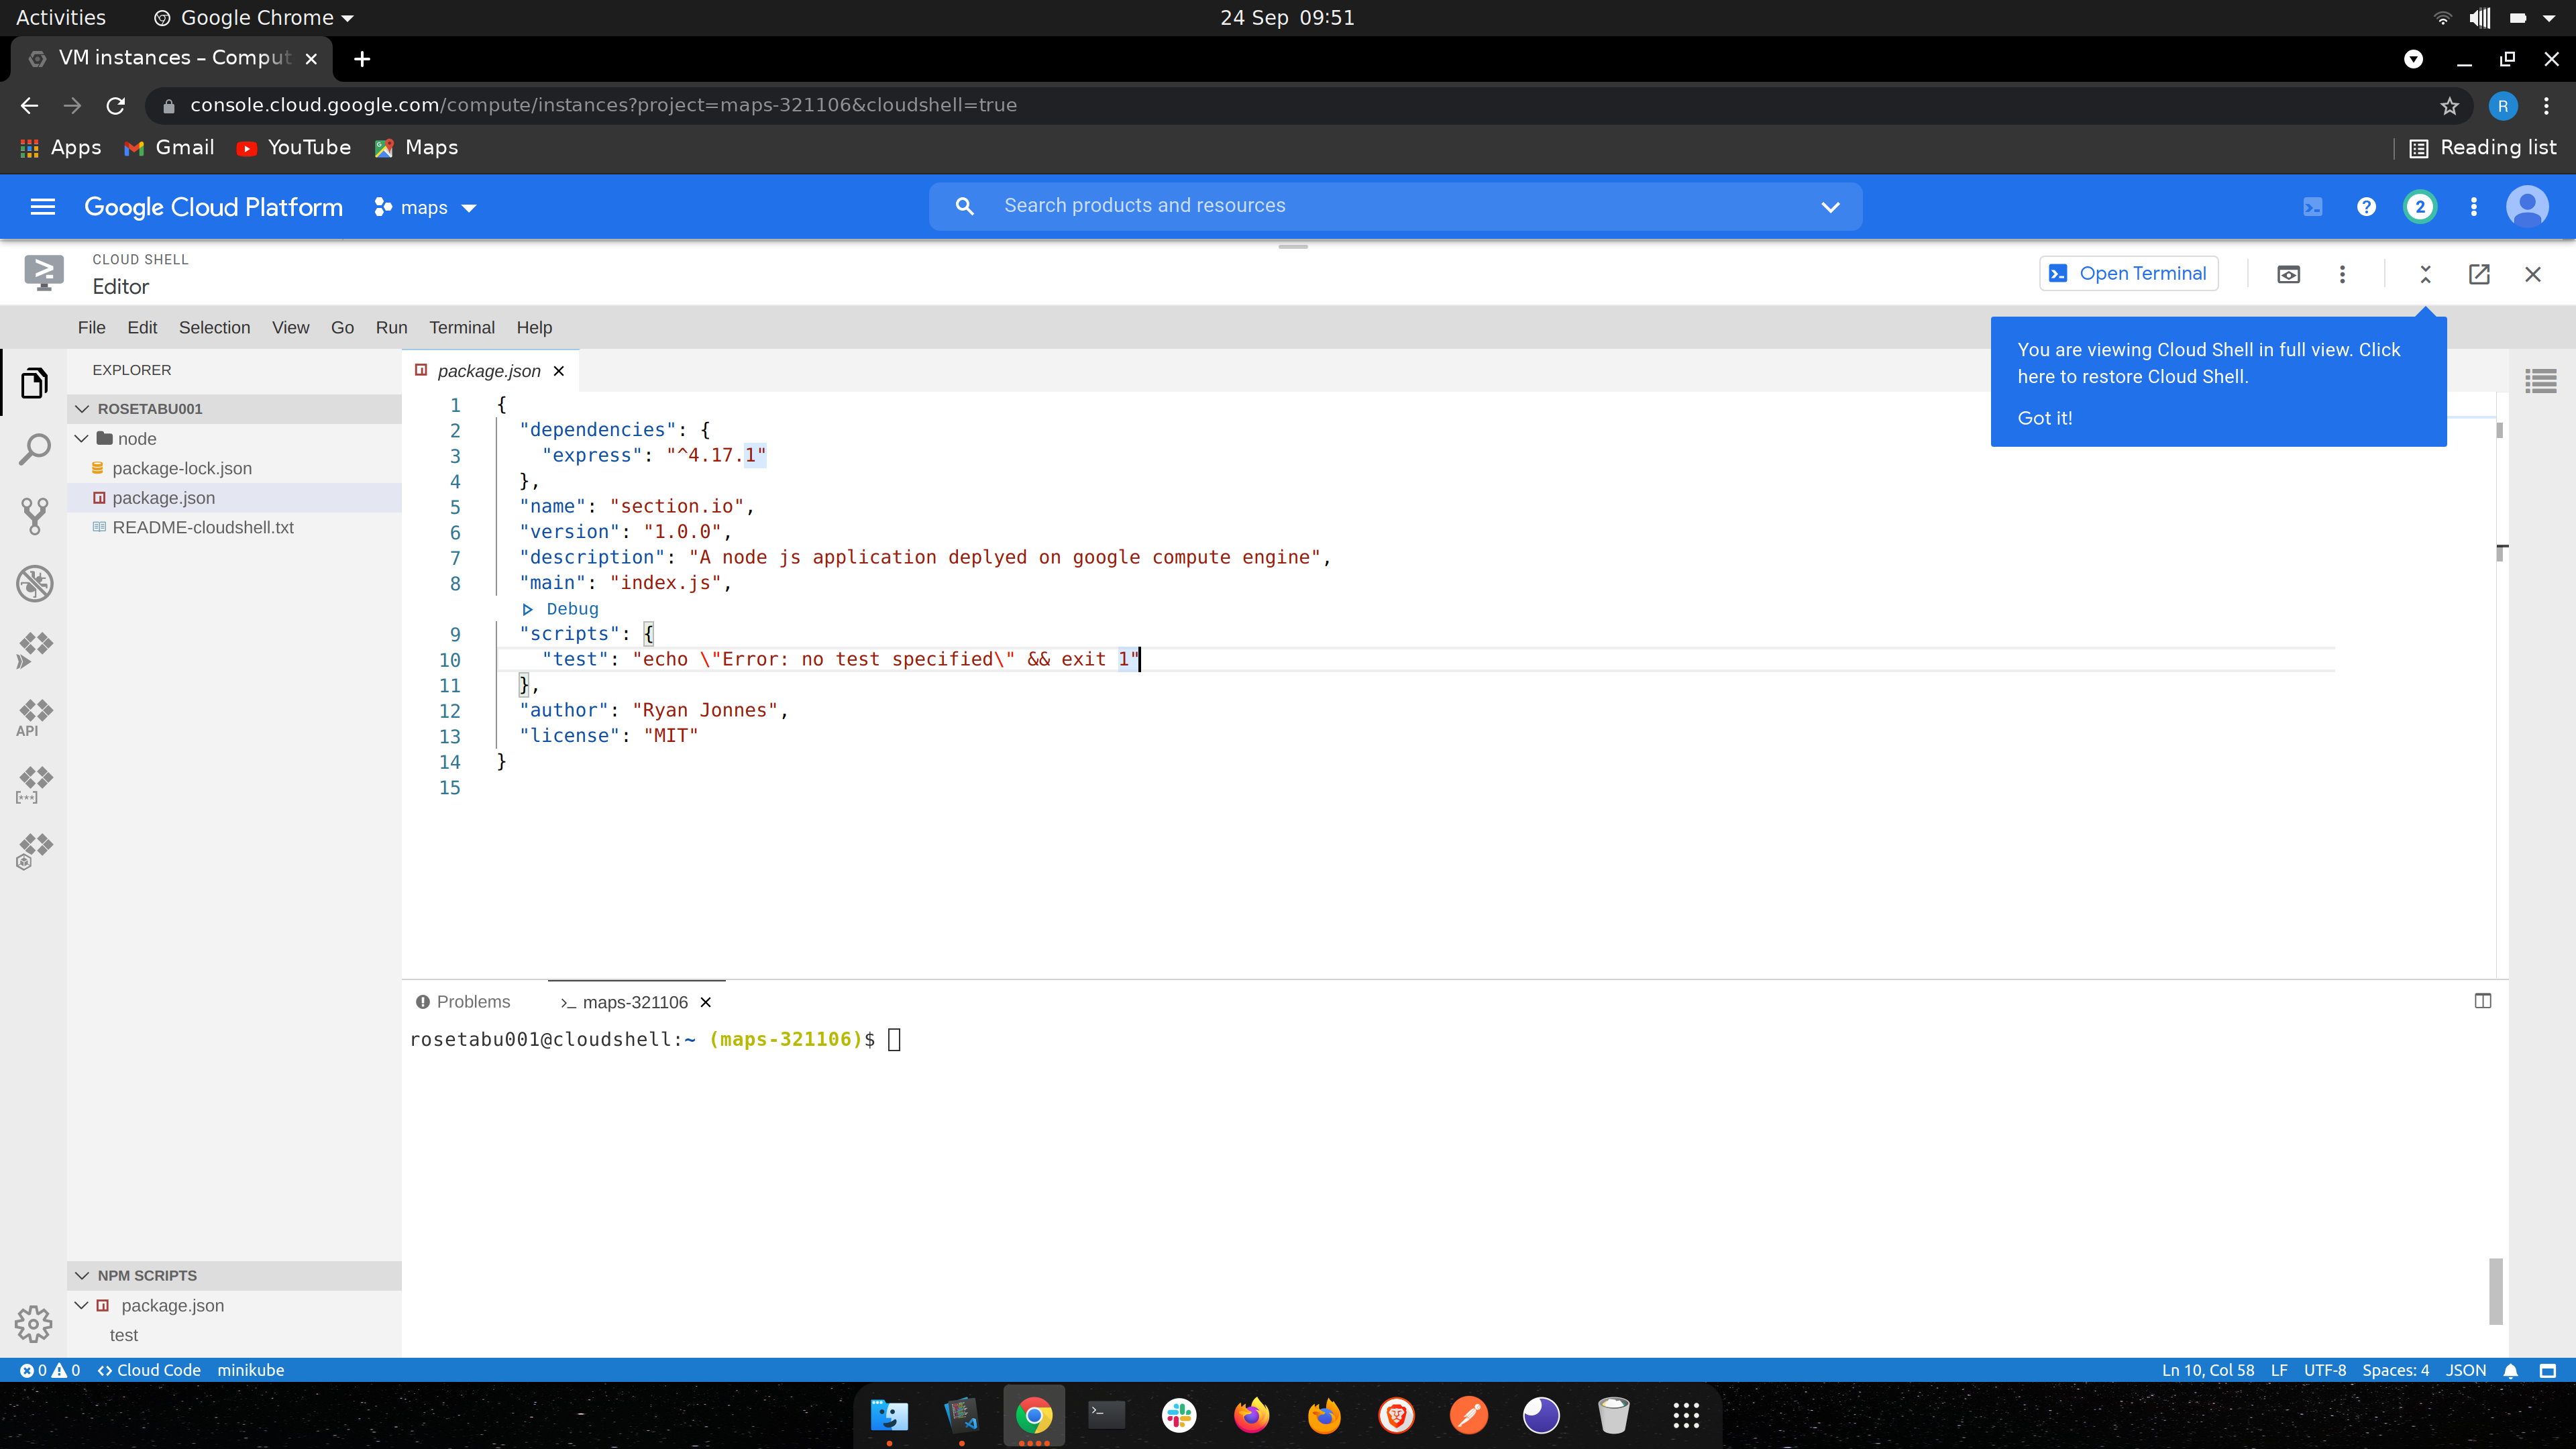 Activities
Google Chrome
24 Sep 09:51
VM instances – Comput
console.cloud.google.com/compute/instances?project=maps-321106&cloudshell=true
R
Apps
Gmail
YouTube
Maps
Reading list
Google Cloud Platform
maps
Search products and resources
2
CLOUD SHELL
Editor
Open Terminal
File Edit Selection View Go Run Terminal Help
You are viewing Cloud Shell in full view. Click
here to restore Cloud Shell.
Got it!
EXPLORER
ROSETABU001
node
package-lock.json
package.json
README-cloudshell.txt
API
package.json
1 {
2 "dependencies": {
3 "express": "^4.17.1"
4 },
5 "name": "section.io",
6 "version": "1.0.0",
7 "description": "A node js application deplyed on google compute engine",
8 "main": "index.js",
Debug
9 "scripts": {
10 "test": "echo \"Error: no test specified\" && exit 1"
11 },
12 "author": "Ryan Jonnes",
13 "license": "MIT"
14 }
15
Problems
maps-321106
rosetabu001@cloudshell:~ (maps-321106)$
NPM SCRIPTS
package.json
test
0 0 Cloud Code minikube
Ln 10, Col 58 LF UTF-8 Spaces: 4 JSON